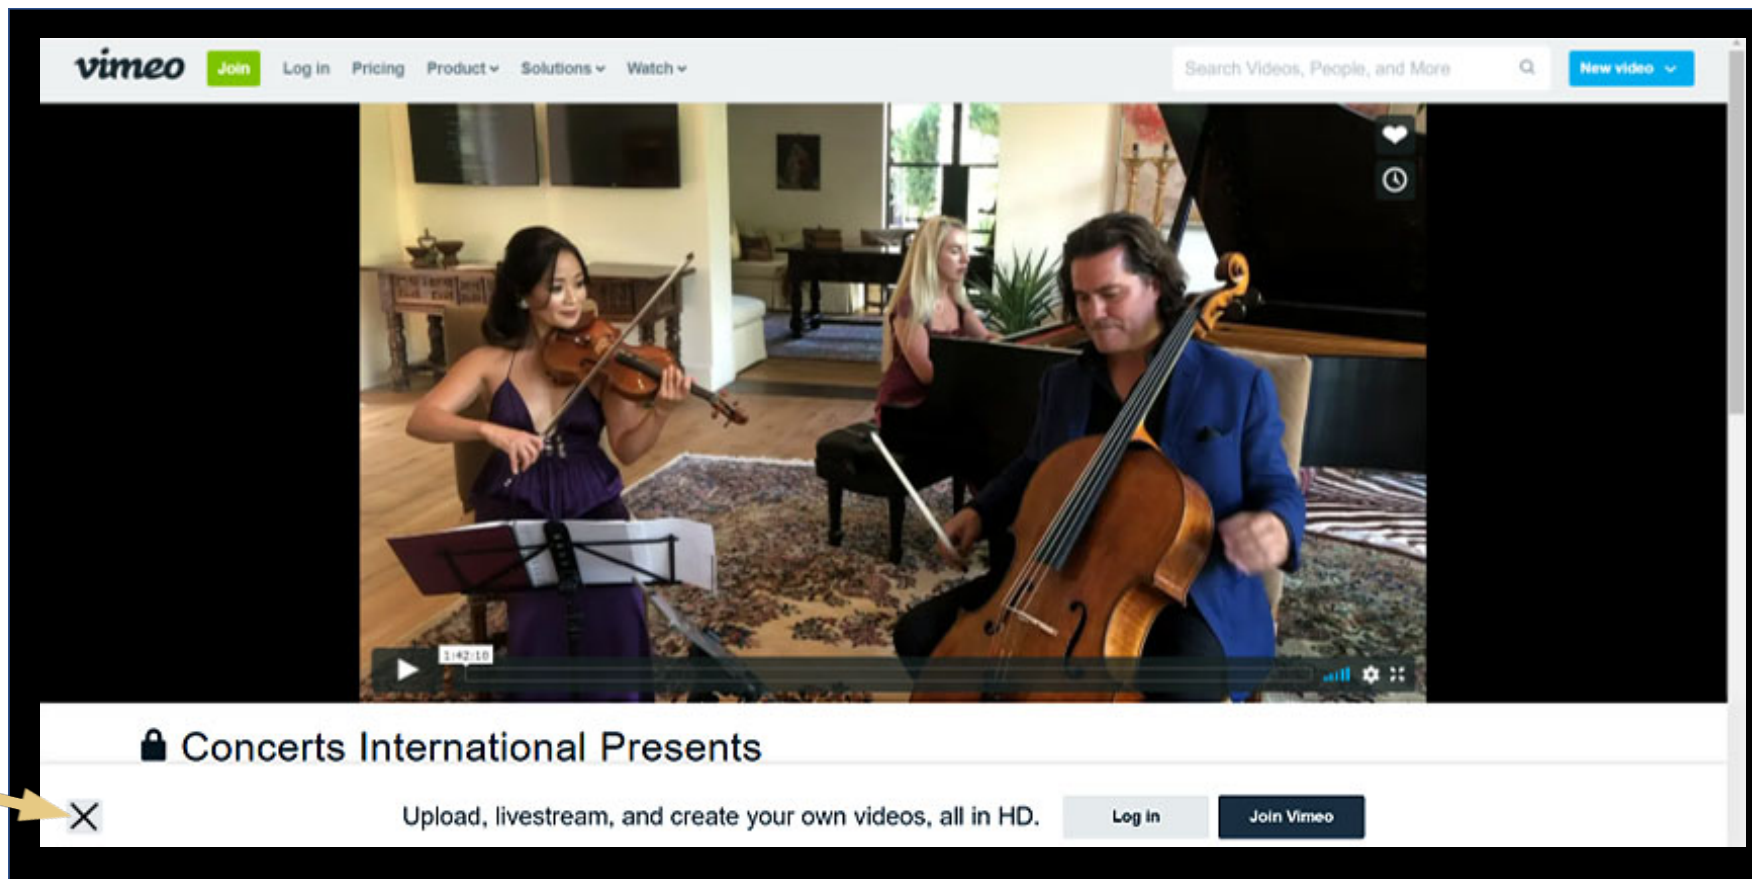 vimeo Join Log in Pricing Product Solutions Watch Search Videos, People, and More New video
1:42:10
Concerts International Presents
Upload, livestream, and create your own videos, all in HD. Log in Join Vimeo